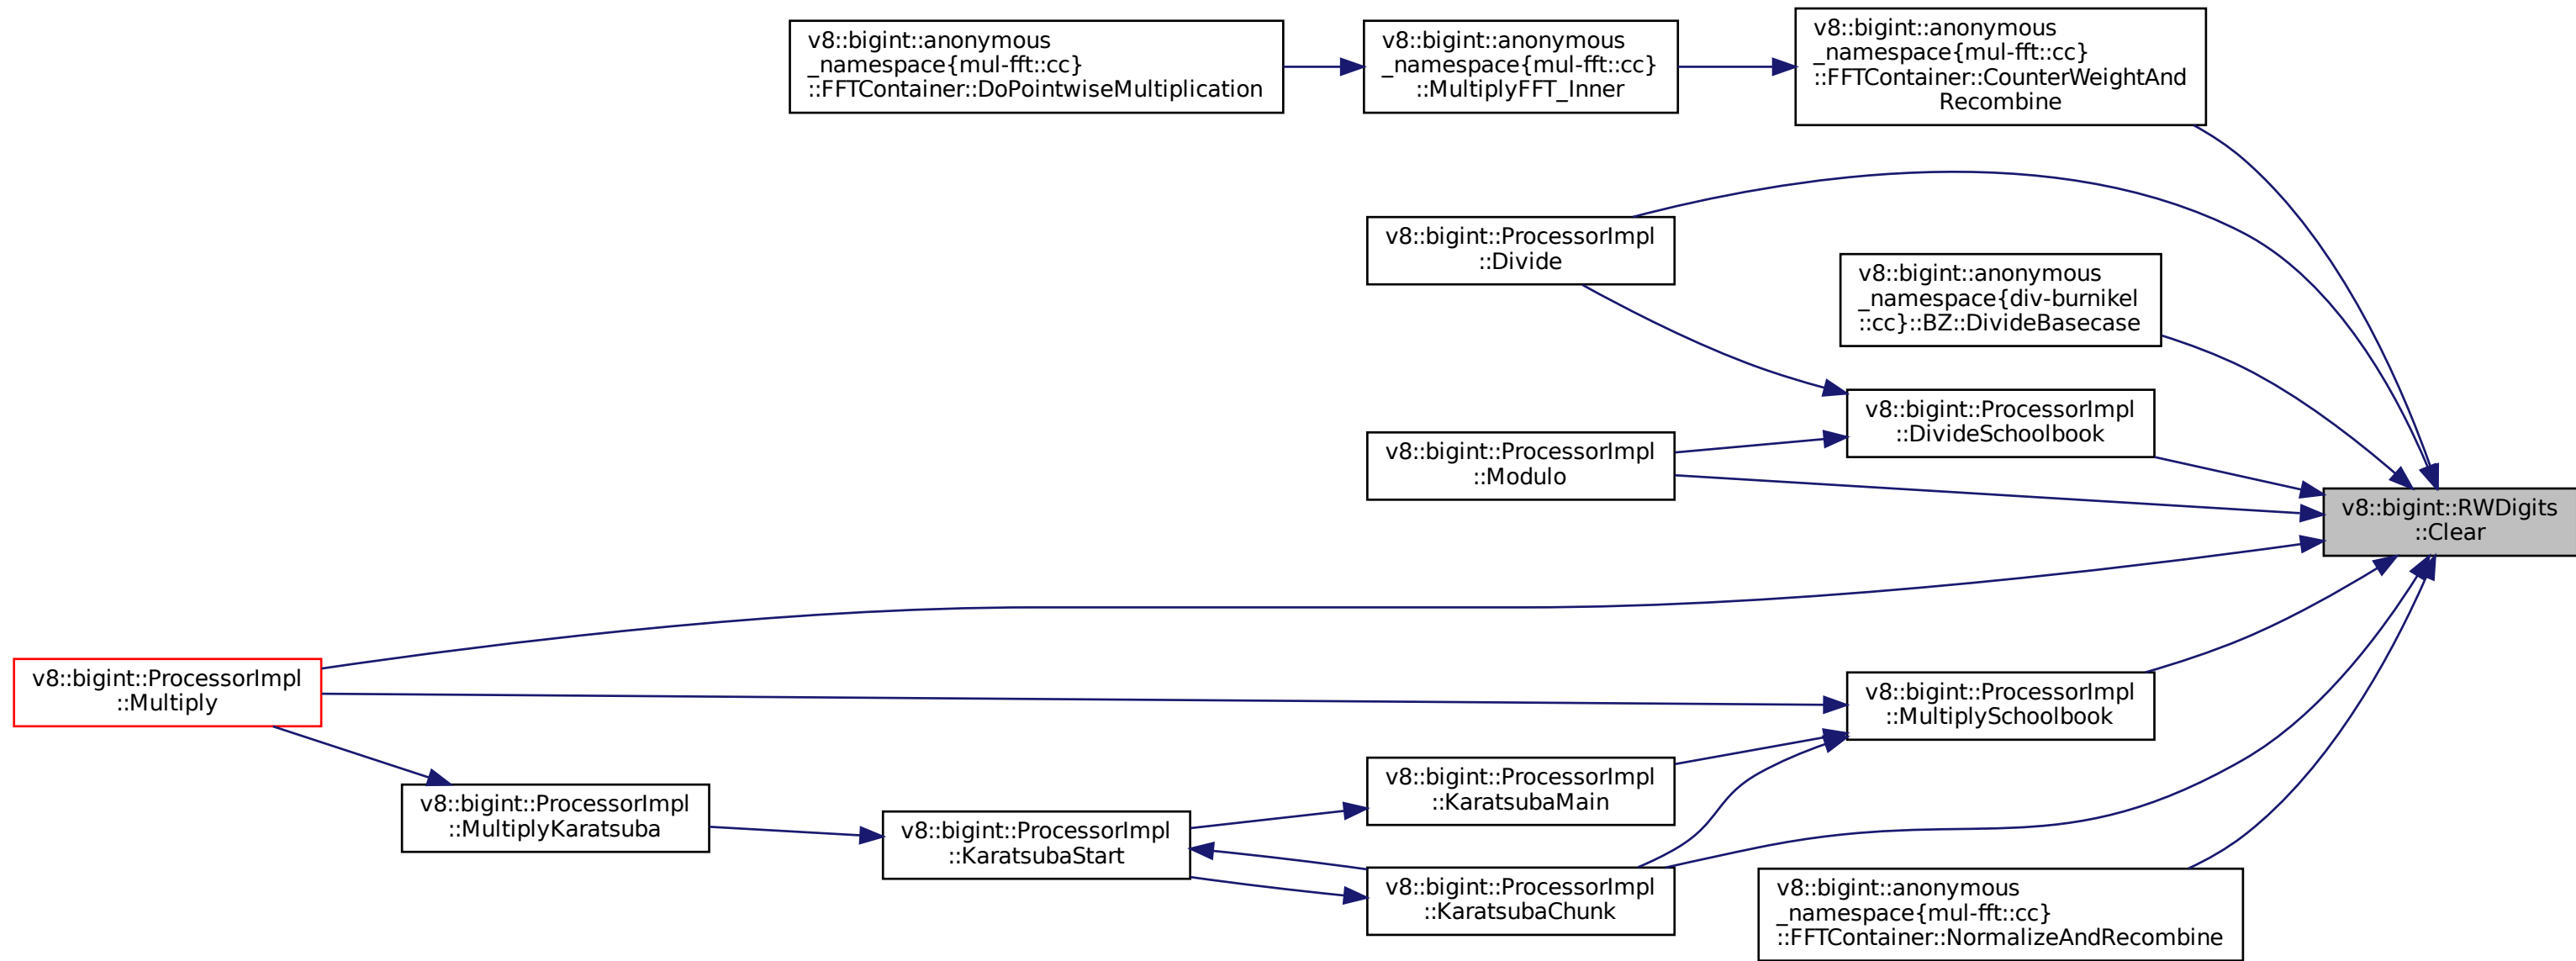 v8::bigint::anonymous
_namespace{mul-fft::cc}
::FFTContainer::DoPointwiseMultiplication
v8::bigint::anonymous
_namespace{mul-fft::cc}
::MultiplyFFT_Inner
v8::bigint::anonymous
_namespace{mul-fft::cc}
::FFTContainer::CounterWeightAnd
Recombine
v8::bigint::ProcessorImpl
::Divide
v8::bigint::anonymous
_namespace{div-burnikel
::cc}::BZ::DivideBasecase
v8::bigint::ProcessorImpl
::DivideSchoolbook
v8::bigint::ProcessorImpl
::Modulo
v8::bigint::RWDigits
::Clear
v8::bigint::ProcessorImpl
::Multiply
v8::bigint::ProcessorImpl
::MultiplySchoolbook
v8::bigint::ProcessorImpl
::KaratsubaMain
v8::bigint::ProcessorImpl
::MultiplyKaratsuba
v8::bigint::ProcessorImpl
::KaratsubaStart
v8::bigint::ProcessorImpl
::KaratsubaChunk
v8::bigint::anonymous
_namespace{mul-fft::cc}
::FFTContainer::NormalizeAndRecombine